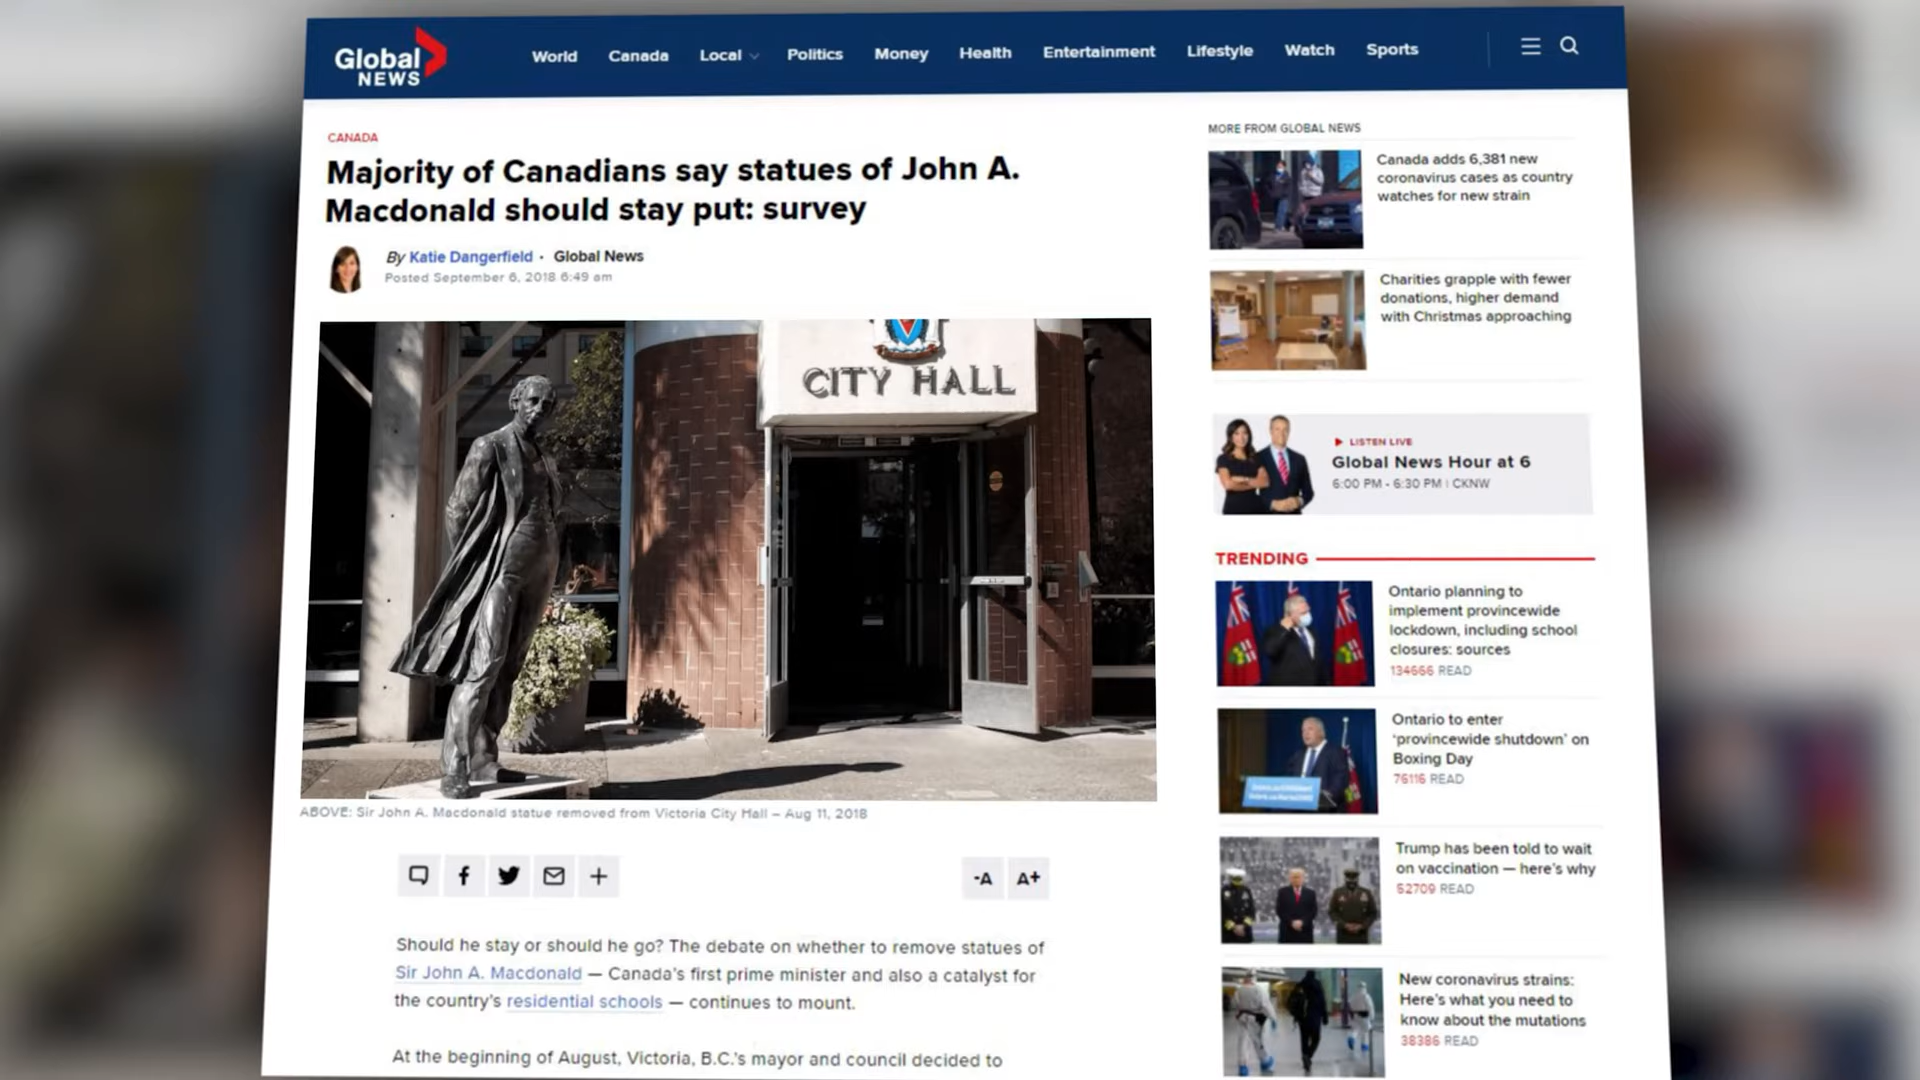 Global
NEWS
World Canada Local Politics Money Health Entertainment Lifestyle Watch Sports
CANADA
Majority of Canadians say statues of John A.
Macdonald should stay put: survey
By Katie Dangerfield · Global News
Posted September 6, 2018 6:49 am
CITY HALL
ABOVE: Sir John A. Macdonald statue removed from Victoria City Hall – Aug 11, 2018
-A A+
Should he stay or should he go? The debate on whether to remove statues of
Sir John A. Macdonald — Canada's first prime minister and also a catalyst for
the country's residential schools — continues to mount.
At the beginning of August, Victoria, B.C.'s mayor and council decided to
MORE FROM GLOBAL NEWS
Canada adds 6,381 new
coronavirus cases as country
watches for new strain
Charities grapple with fewer
donations, higher demand
with Christmas approaching
LISTEN LIVE
Global News Hour at 6
6:00 PM - 6:30 PM | CKNW
TRENDING
Ontario planning to
implement provincewide
lockdown, including school
closures: sources
134666 READ
Ontario to enter
'provincewide shutdown' on
Boxing Day
76116 READ
Trump has been told to wait
on vaccination — here's why
52709 READ
New coronavirus strains:
Here's what you need to
know about the mutations
38386 READ